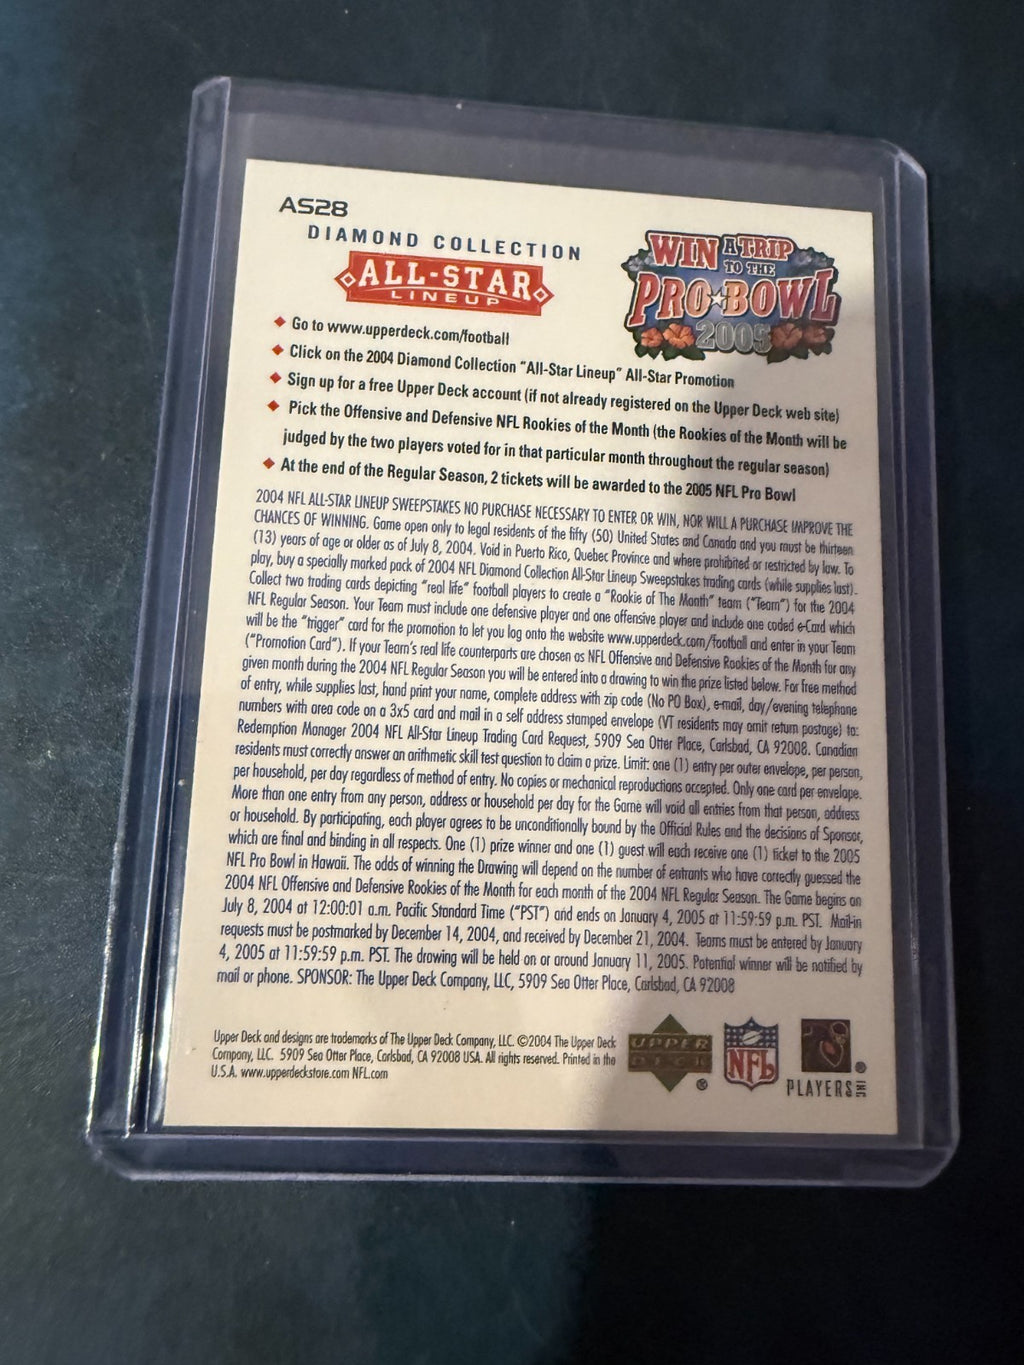 AS28
DIAMOND COLLECTION
ALL-STAR
LINEUP
WIN A TRIP
TO THE
PRO BOWL
2005
◆ Go to www.upperdeck.com/football
◆ Click on the 2004 Diamond Collection "All-Star Lineup" All-Star Promotion
◆ Sign up for a free Upper Deck account (if not already registered on the Upper Deck web site)
◆ Pick the Offensive and Defensive NFL Rookies of the Month (the Rookies of the Month will be
judged by the two players voted for in that particular month throughout the regular season)
◆ At the end of the Regular Season, 2 tickets will be awarded to the 2005 NFL Pro Bowl
2004 NFL ALL-STAR LINEUP SWEEPSTAKES NO PURCHASE NECESSARY TO ENTER OR WIN, NOR WILL A PURCHASE IMPROVE THE
CHANCES OF WINNING. Game open only to legal residents of the fifty (50) United States and Canada and you must be thirteen
(13) years of age or older as of July 8, 2004. Void in Puerto Rico, Quebec Province and where prohibited or restricted by law. To
play, buy a specially marked pack of 2004 NFL Diamond Collection All-Star Lineup Sweepstakes trading cards (while supplies last).
Collect two trading cards depicting "real life" football players to create a "Rookie of The Month" team ("Team") for the 2004
NFL Regular Season. Your Team must include one defensive player and one offensive player and include one coded e-Card which
will be the "trigger" card for the promotion to let you log onto the website www.upperdeck.com/football and enter in your Team
("Promotion Card"). If your Team's real life counterparts are chosen as NFL Offensive and Defensive Rookies of the Month for any
given month during the 2004 NFL Regular Season you will be entered into a drawing to win the prize listed below. For free method
of entry, while supplies last, hand print your name, complete address with zip code (No PO Box), e-mail, day/evening telephone
numbers with area code on a 3x5 card and mail in a self address stamped envelope (VT residents may omit return postage) to:
Redemption Manager 2004 NFL All-Star Lineup Trading Card Request, 5909 Sea Otter Place, Carlsbad, CA 92008. Canadian
residents must correctly answer an arithmetic skill test question to claim a prize. Limit: one (1) entry per outer envelope, per person,
per household, per day regardless of method of entry. No copies or mechanical reproductions accepted. Only one card per envelope.
More than one entry from any person, address or household per day for the Game will void all entries from that person, address
or household. By participating, each player agrees to be unconditionally bound by the Official Rules and the decisions of Sponsor,
which are final and binding in all respects. One (1) prize winner and one (1) guest will each receive one (1) ticket to the 2005
NFL Pro Bowl in Hawaii. The odds of winning the Drawing will depend on the number of entrants who have correctly guessed the
2004 NFL Offensive and Defensive Rookies of the Month for each month of the 2004 NFL Regular Season. The Game begins on
July 8, 2004 at 12:00:01 a.m. Pacific Standard Time ("PST") and ends on January 4, 2005 at 11:59:59 p.m. PST. Mail-in
requests must be postmarked by December 14, 2004, and received by December 21, 2004. Teams must be entered by January
4, 2005 at 11:59:59 p.m. PST. The drawing will be held on or around January 11, 2005. Potential winner will be notified by
mail or phone. SPONSOR: The Upper Deck Company, LLC, 5909 Sea Otter Place, Carlsbad, CA 92008
Upper Deck and designs are trademarks of The Upper Deck Company, LLC. ©2004 The Upper Deck
Company, LLC. 5909 Sea Otter Place, Carlsbad, CA 92008 USA. All rights reserved. Printed in the
U.S.A. www.upperdeckstore.com NFL.com
UPPER
DECK
®
NFL
PLAYERS INC
®